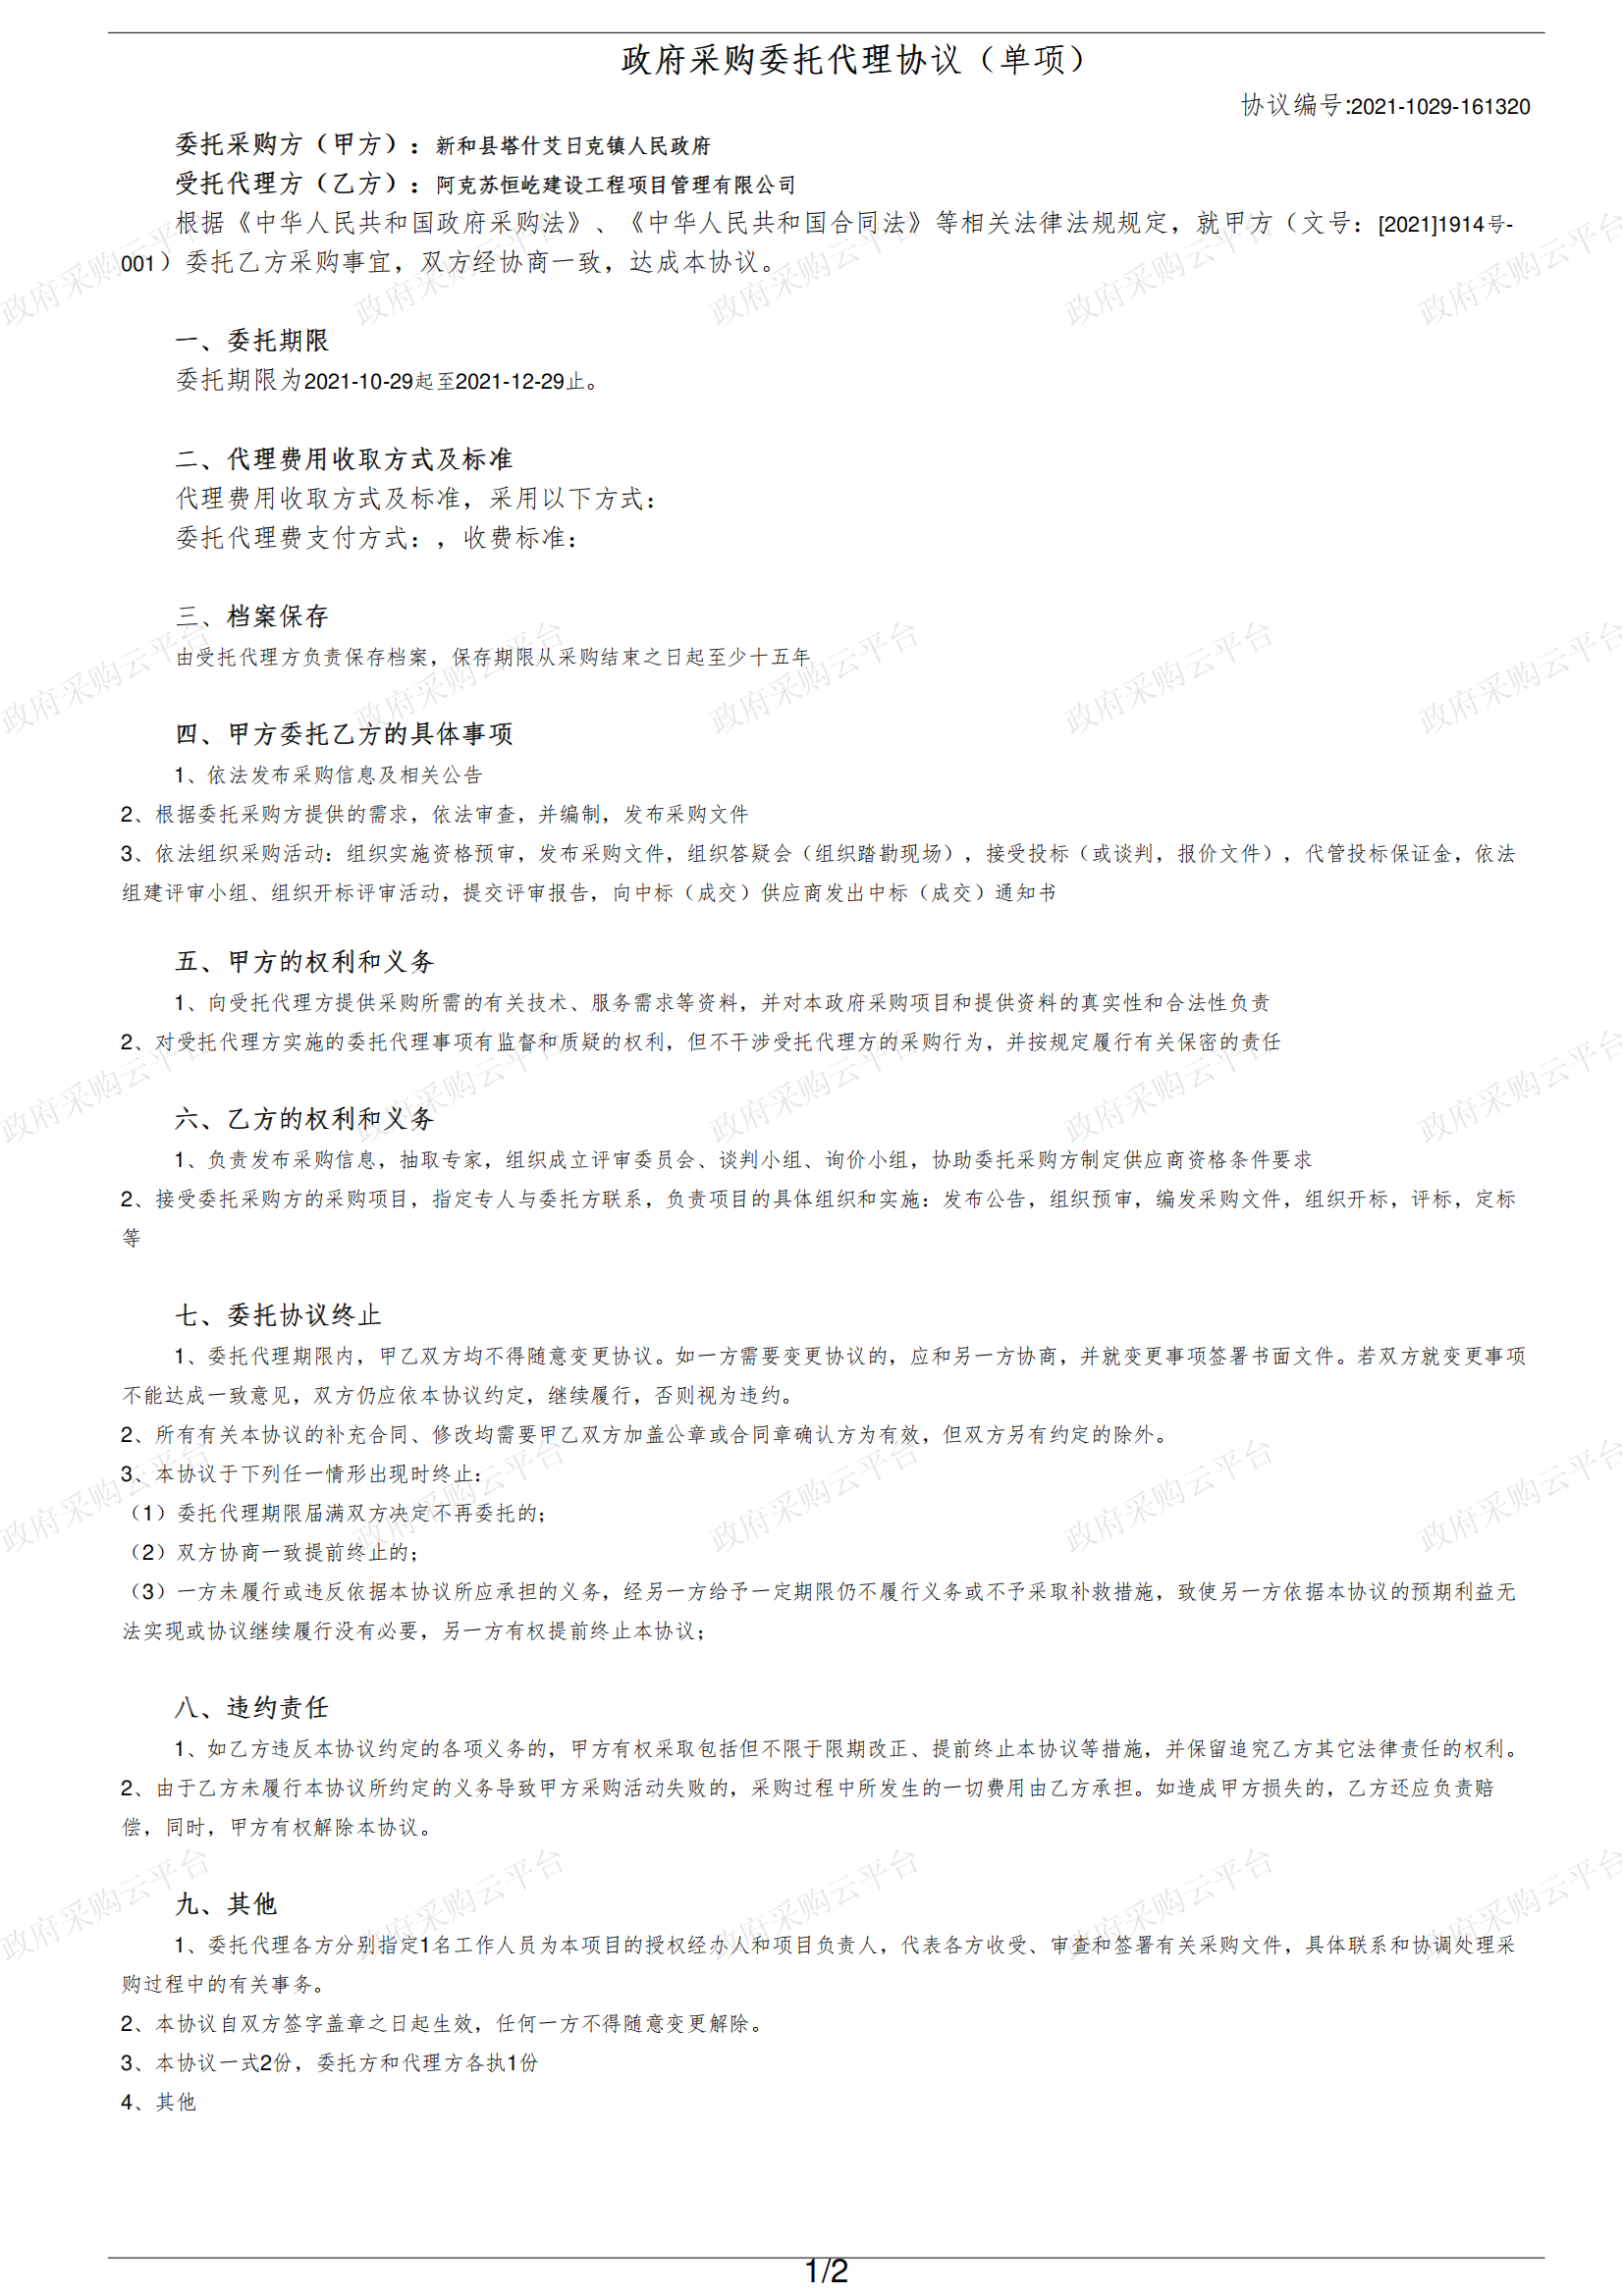 政府采购委托代理协议（单项）
协议编号:2021-1029-161320
委托采购方（甲方）：新和县塔什艾日克镇人民政府
受托代理方（乙方）：阿克苏恒屹建设工程项目管理有限公司
根据《中华人民共和国政府采购法》、《中华人民共和国合同法》等相关法律法规规定，就甲方（文号：[2021]1914号-
001）委托乙方采购事宜，双方经协商一致，达成本协议。
一、委托期限
委托期限为2021-10-29起至2021-12-29止。
二、代理费用收取方式及标准
代理费用收取方式及标准，采用以下方式：
委托代理费支付方式：，收费标准：
三、档案保存
由受托代理方负责保存档案，保存期限从采购结束之日起至少十五年
四、甲方委托乙方的具体事项
1、依法发布采购信息及相关公告
2、根据委托采购方提供的需求，依法审查，并编制，发布采购文件
3、依法组织采购活动：组织实施资格预审，发布采购文件，组织答疑会（组织踏勘现场），接受投标（或谈判，报价文件），代管投标保证金，依法
组建评审小组、组织开标评审活动，提交评审报告，向中标（成交）供应商发出中标（成交）通知书
五、甲方的权利和义务
1、向受托代理方提供采购所需的有关技术、服务需求等资料，并对本政府采购项目和提供资料的真实性和合法性负责
2、对受托代理方实施的委托代理事项有监督和质疑的权利，但不干涉受托代理方的采购行为，并按规定履行有关保密的责任
六、乙方的权利和义务
1、负责发布采购信息，抽取专家，组织成立评审委员会、谈判小组、询价小组，协助委托采购方制定供应商资格条件要求
2、接受委托采购方的采购项目，指定专人与委托方联系，负责项目的具体组织和实施：发布公告，组织预审，编发采购文件，组织开标，评标，定标
等
七、委托协议终止
1、委托代理期限内，甲乙双方均不得随意变更协议。如一方需要变更协议的，应和另一方协商，并就变更事项签署书面文件。若双方就变更事项
不能达成一致意见，双方仍应依本协议约定，继续履行，否则视为违约。
2、所有有关本协议的补充合同、修改均需要甲乙双方加盖公章或合同章确认方为有效，但双方另有约定的除外。
3、本协议于下列任一情形出现时终止：
（1）委托代理期限届满双方决定不再委托的；
（2）双方协商一致提前终止的；
（3）一方未履行或违反依据本协议所应承担的义务，经另一方给予一定期限仍不履行义务或不予采取补救措施，致使另一方依据本协议的预期利益无
法实现或协议继续履行没有必要，另一方有权提前终止本协议；
八、违约责任
1、如乙方违反本协议约定的各项义务的，甲方有权采取包括但不限于限期改正、提前终止本协议等措施，并保留追究乙方其它法律责任的权利。
2、由于乙方未履行本协议所约定的义务导致甲方采购活动失败的，采购过程中所发生的一切费用由乙方承担。如造成甲方损失的，乙方还应负责赔
偿，同时，甲方有权解除本协议。
九、其他
1、委托代理各方分别指定1名工作人员为本项目的授权经办人和项目负责人，代表各方收受、审查和签署有关采购文件，具体联系和协调处理采
购过程中的有关事务。
2、本协议自双方签字盖章之日起生效，任何一方不得随意变更解除。
3、本协议一式2份，委托方和代理方各执1份
4、其他
1/2